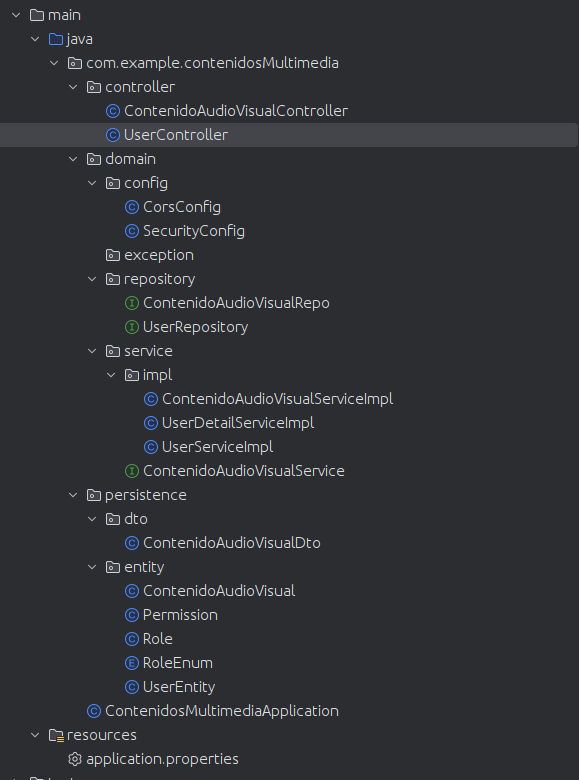 main
java
com.example.contenidosMultimedia
controller
ContenidoAudioVisualController
UserController
domain
config
CorsConfig
SecurityConfig
exception
repository
ContenidoAudioVisualRepo
UserRepository
service
impl
ContenidoAudioVisualServiceImpl
UserDetailServiceImpl
UserServiceImpl
ContenidoAudioVisualService
persistence
dto
ContenidoAudioVisualDto
entity
ContenidoAudioVisual
Permission
Role
RoleEnum
UserEntity
ContenidosMultimediaApplication
resources
application.properties